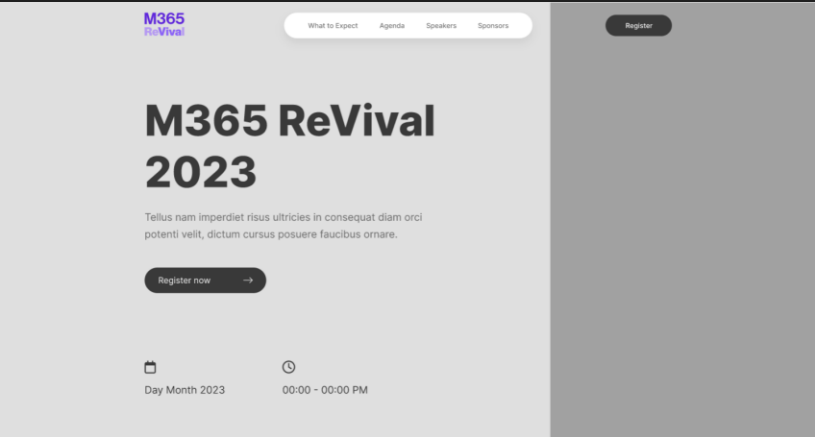 M365
ReVival
What to Expect
Agenda
Speakers
Sponsors
Register
M365 ReVival
2023
Tellus nam imperdiet risus ultricies in consequat diam orci
potenti velit, dictum cursus posuere faucibus ornare.
Register now
Day Month 2023
00:00 - 00:00 PM